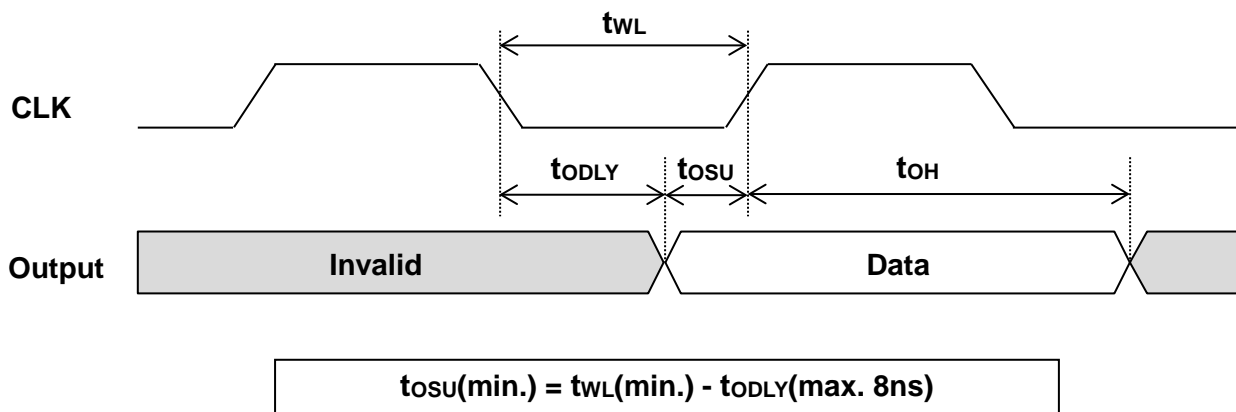 tWL
CLK
tODLY tOSU tOH
Output Invalid Data
tOSU(min.) = tWL(min.) - tODLY(max. 8ns)